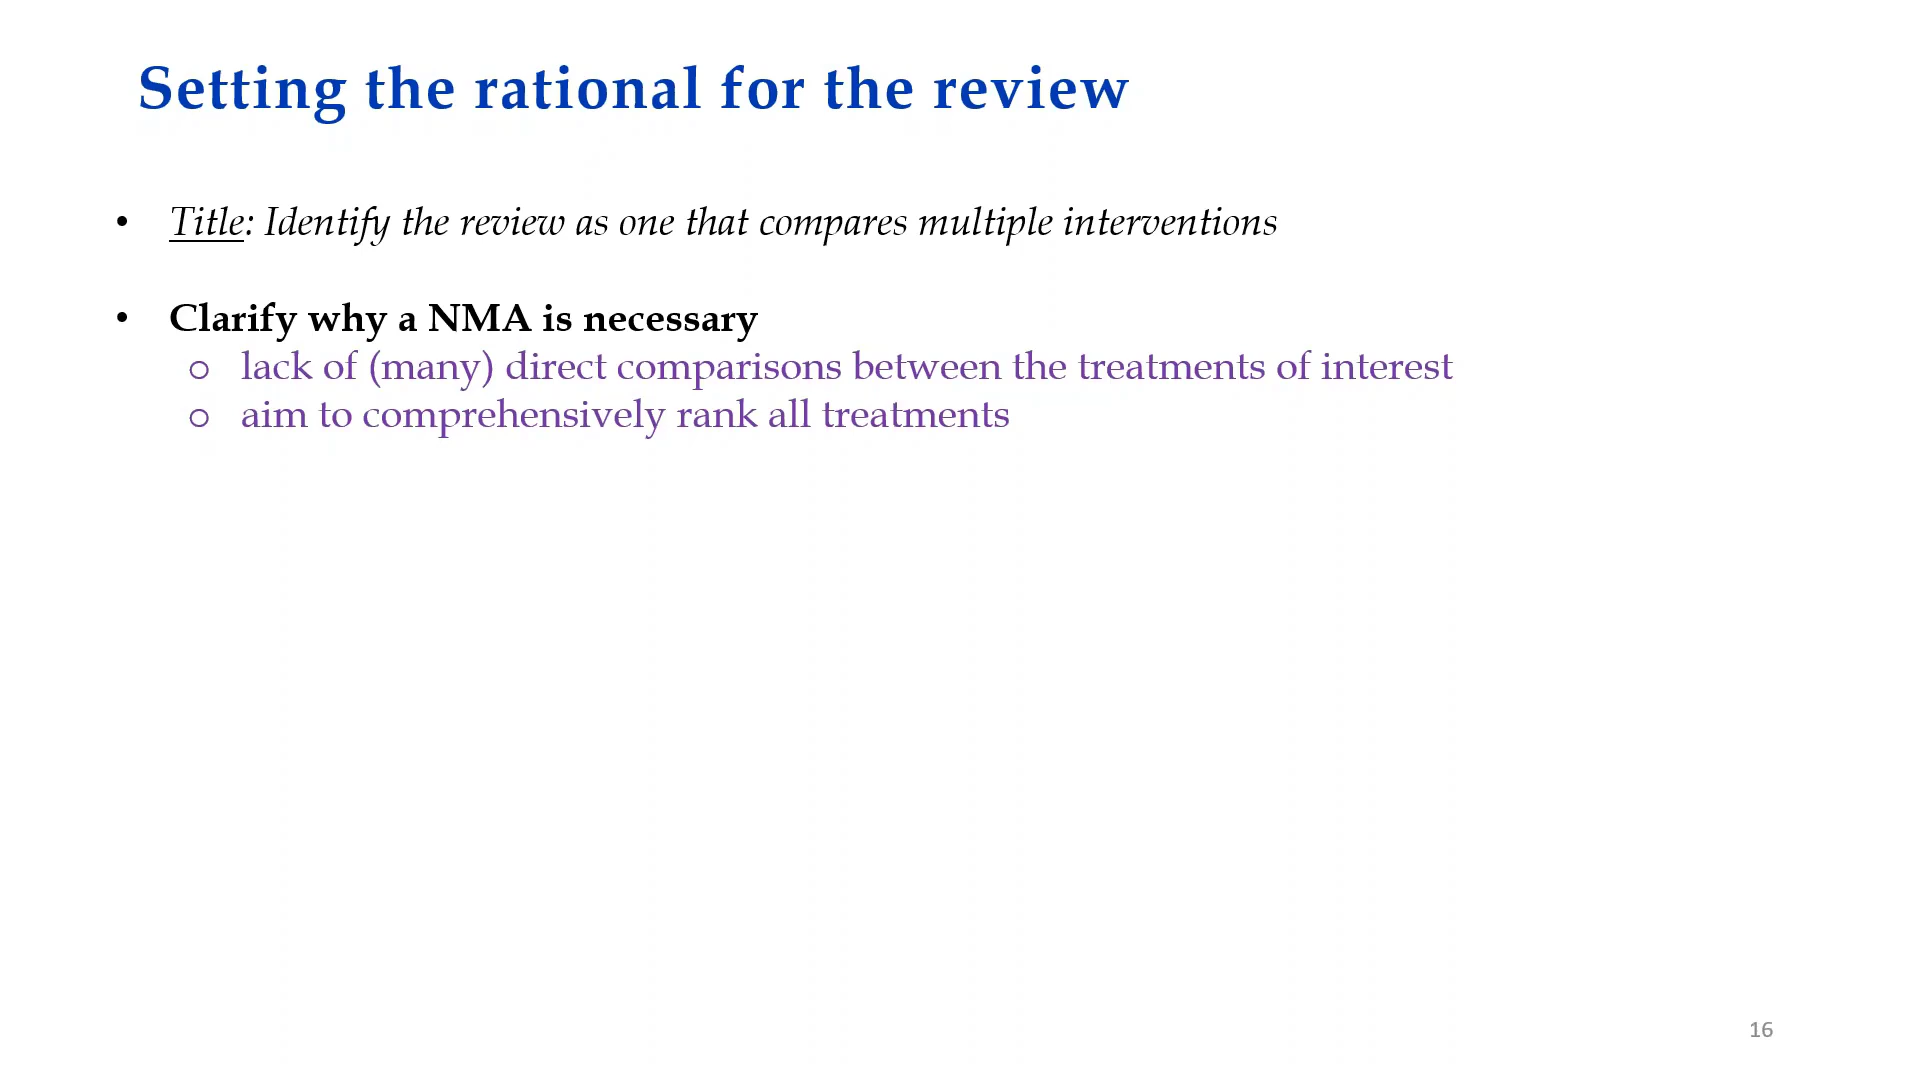 Setting the rational for the review
• Title: Identify the review as one that compares multiple interventions
• Clarify why a NMA is necessary
o lack of (many) direct comparisons between the treatments of interest
o aim to comprehensively rank all treatments
16